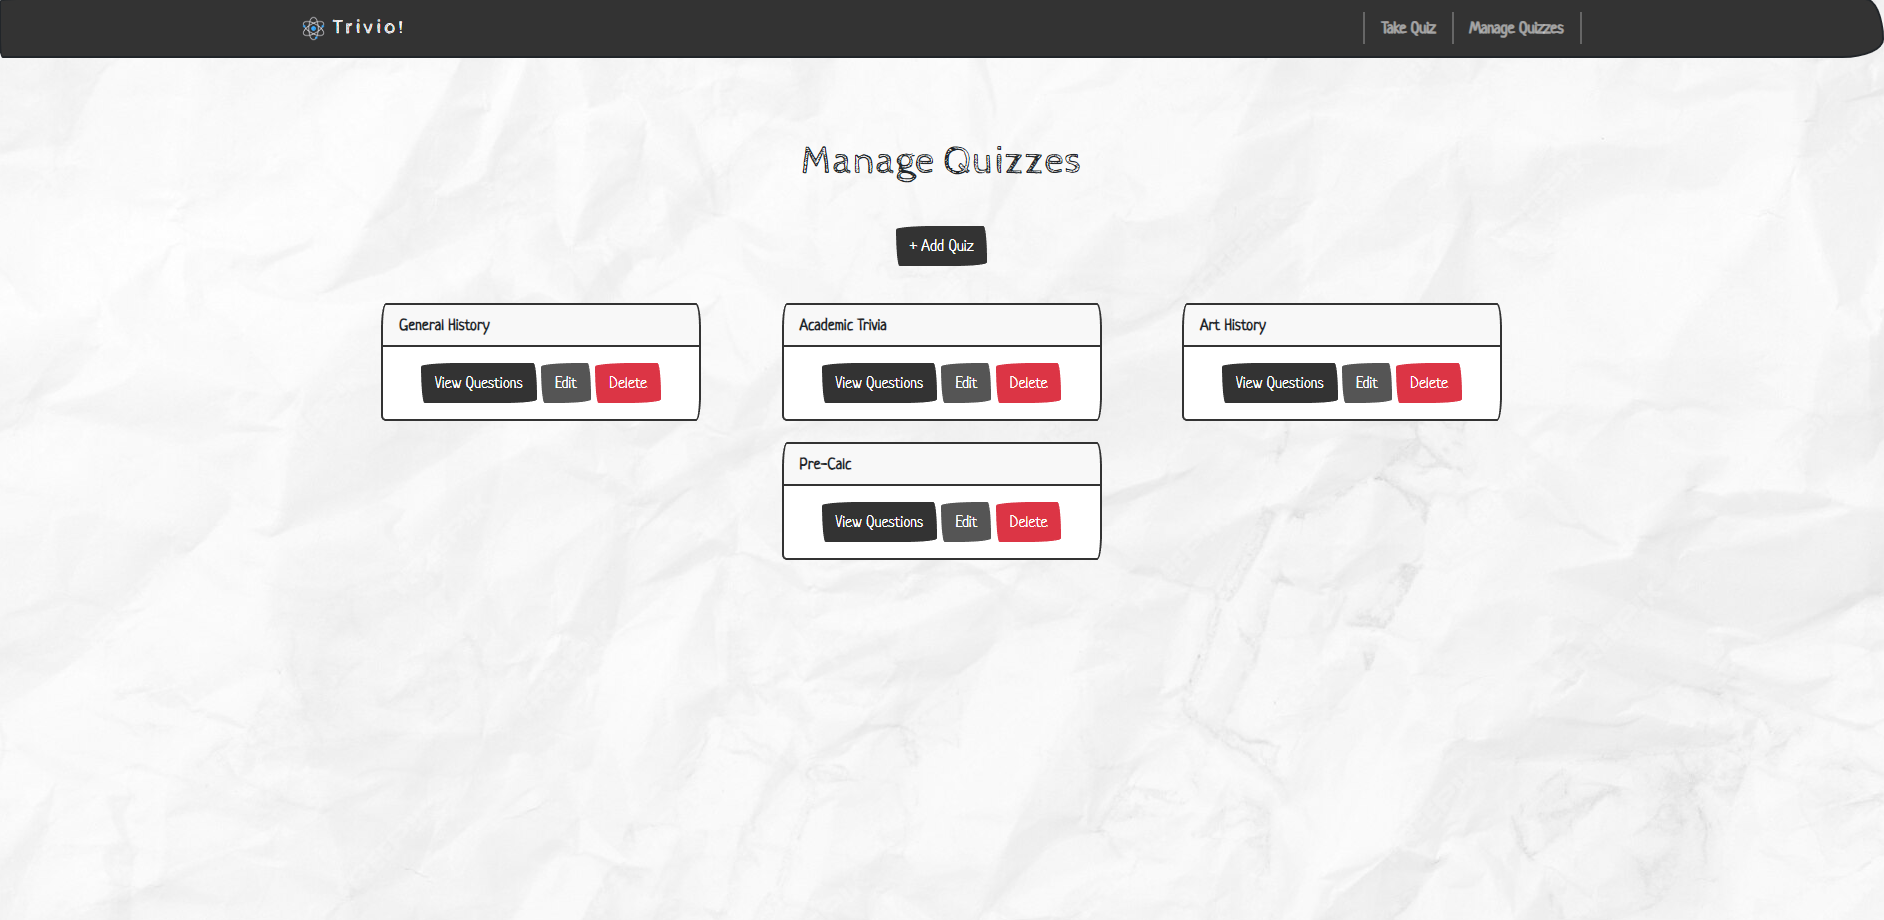 Trivio!
Take Quiz
Manage Quizzes
Manage Quizzes
+ Add Quiz
General History
View Questions Edit Delete
Academic Trivia
View Questions Edit Delete
Art History
View Questions Edit Delete
Pre-Calc
View Questions Edit Delete